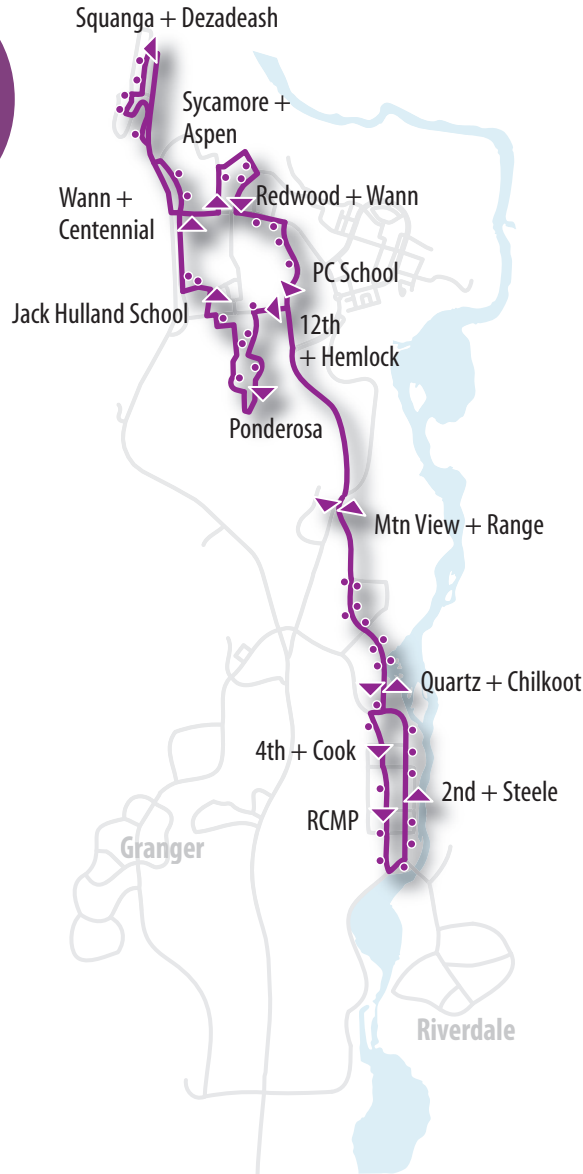 Squanga + Dezadeash
Sycamore +
Aspen
Wann +
Centennial
Redwood + Wann
PC School
Jack Hulland School
12th
+ Hemlock
Ponderosa
Mtn View + Range
Quartz + Chilkoot
4th + Cook
2nd + Steele
RCMP
Granger
Riverdale